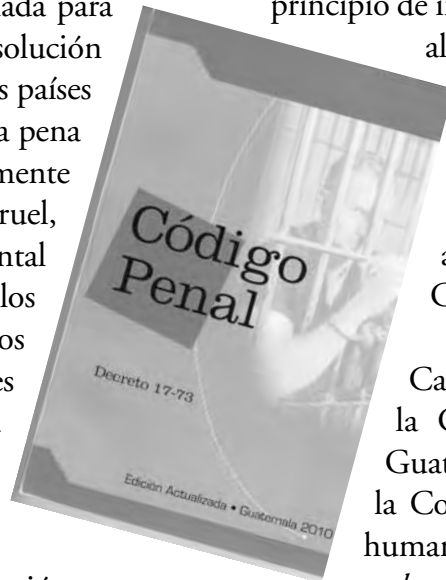 ada para
solución
s países
a pena
mente
ruel,
ntal
los
os
es
principio de
al
C
Ca
la C
Guat
la Co
human
Código
Penal
Decreto 17-73
Edición Actualizada • Guatemala 2010